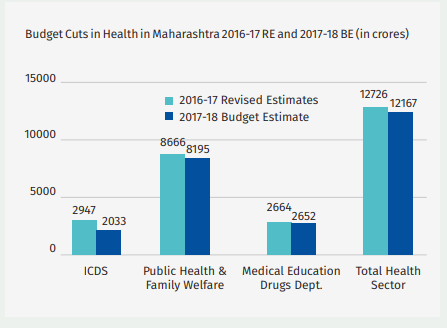 Budget Cuts in Health in Maharashtra 2016-17 RE and 2017-18 BE (in crores)
15000
10000
5000
0
2016-17 Revised Estimates
2017-18 Budget Estimate
2947
2033
8666
8195
2664
2652
12726
12167
ICDS
Public Health &
Family Welfare
Medical Education
Drugs Dept.
Total Health
Sector